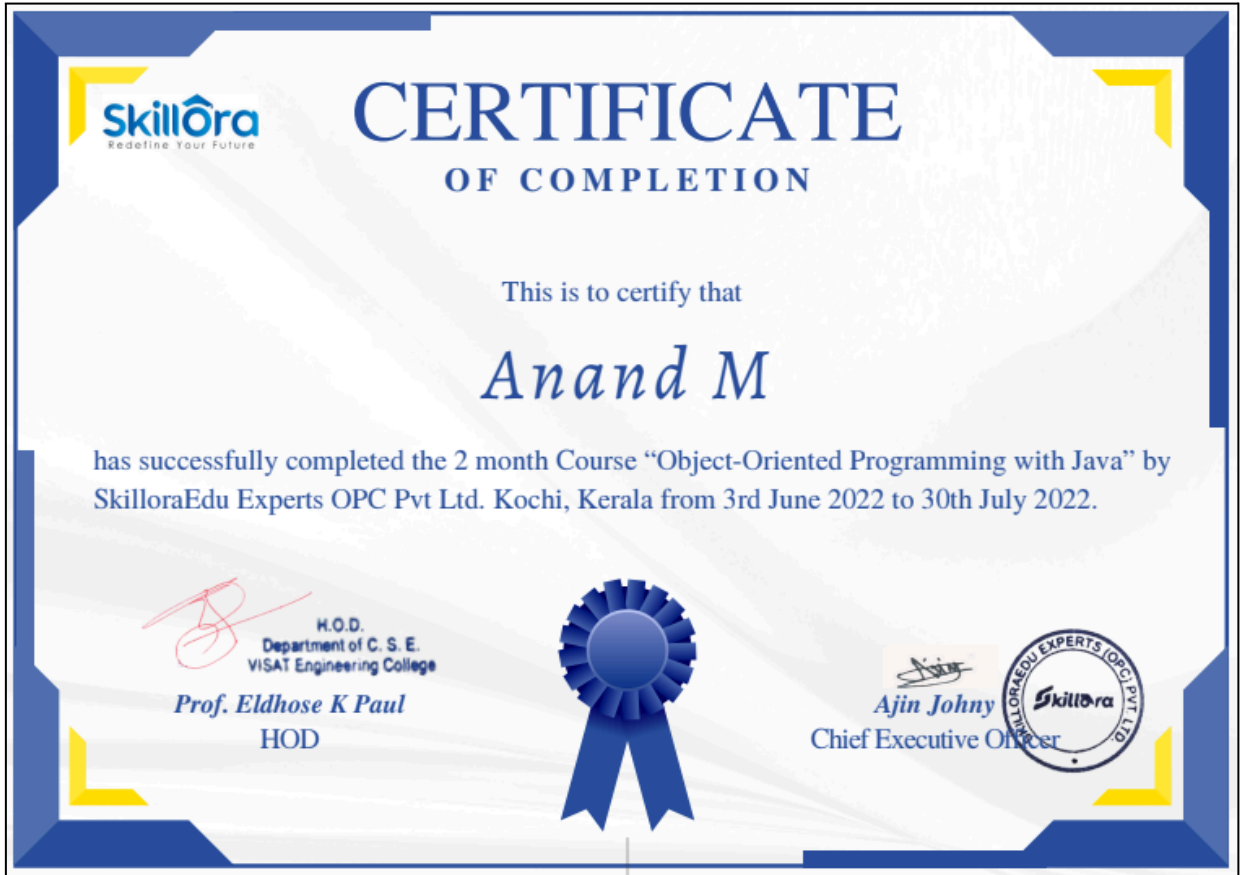 Skillora
Redefine Your Future
CERTIFICATE
OF COMPLETION
This is to certify that
Anand M
has successfully completed the 2 month Course “Object-Oriented Programming with Java” by
SkilloraEdu Experts OPC Pvt Ltd. Kochi, Kerala from 3rd June 2022 to 30th July 2022.
H.O.D.
Department of C. S. E.
VISAT Engineering College
Prof. Eldhose K Paul
HOD
Ajin
Ajin Johny
Chief Executive Officer
SKILLORAEDU EXPERTS (OPC) PVT. LTD.
Skillora